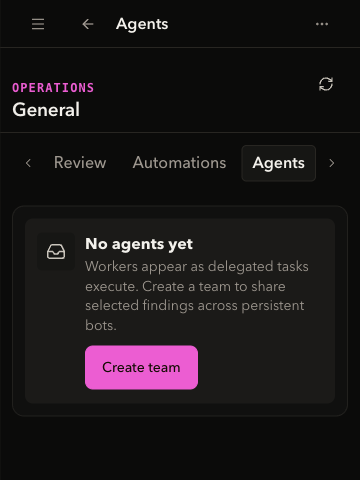 Agents
OPERATIONS
General
Review
Automations
Agents
No agents yet
Workers appear as delegated tasks
execute. Create a team to share
selected findings across persistent
bots.
Create team